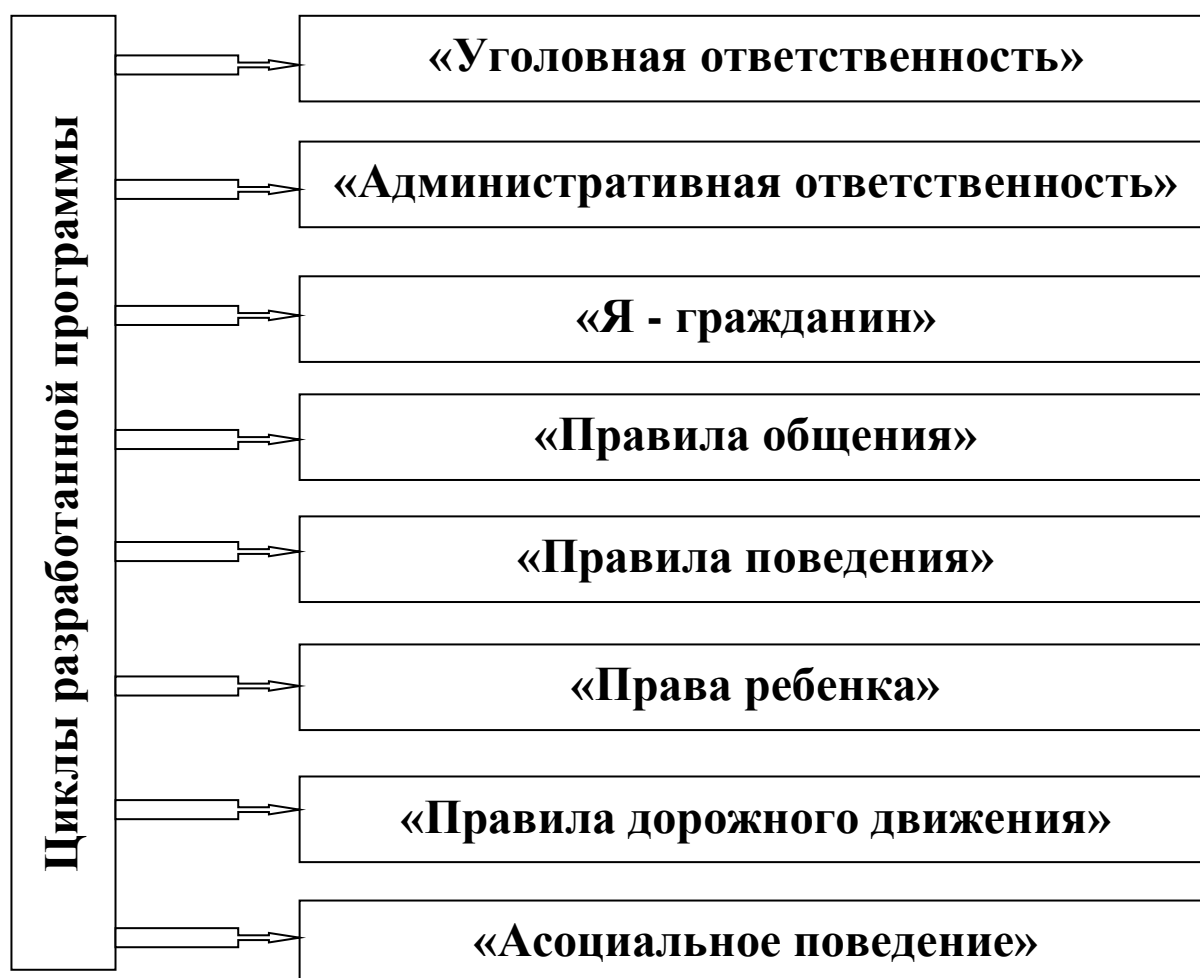 Циклы разработанной программы
«Уголовная ответственность»
«Административная ответственность»
«Я - гражданин»
«Правила общения»
«Правила поведения»
«Права ребенка»
«Правила дорожного движения»
«Асоциальное поведение»